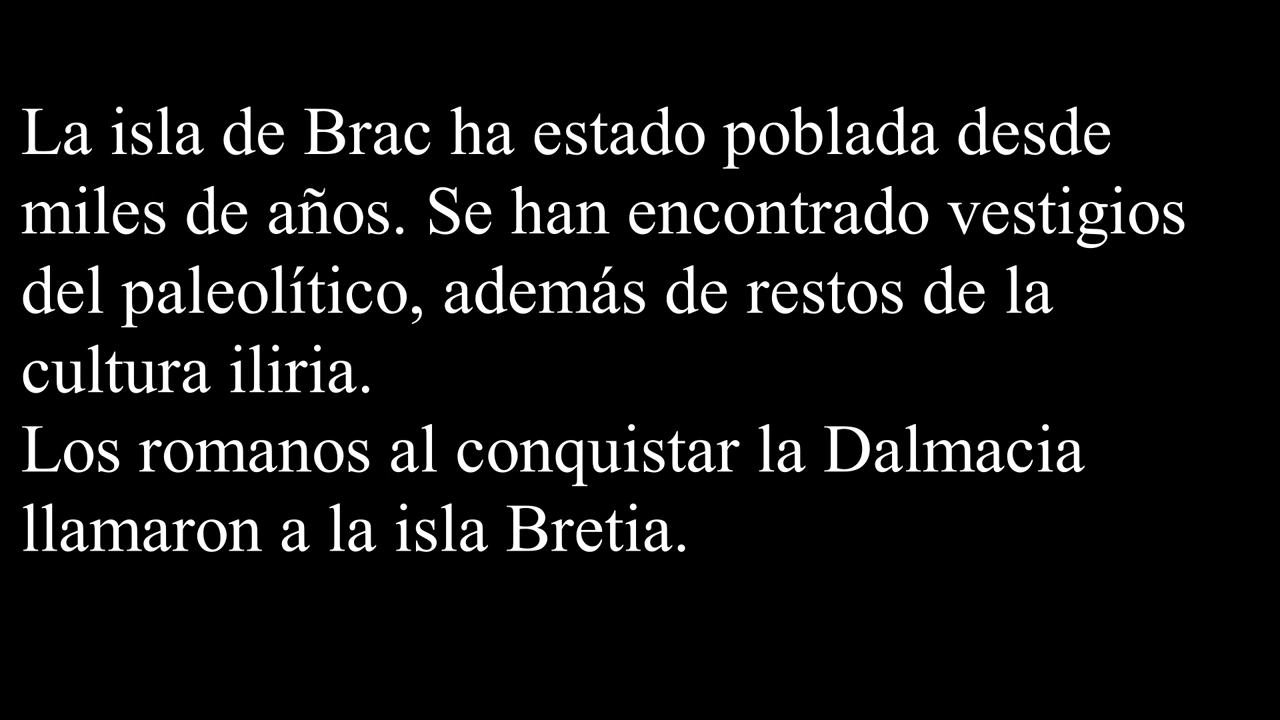 La isla de Brac ha estado poblada desde
miles de años. Se han encontrado vestigios
del paleolítico, además de restos de la
cultura iliria.
Los romanos al conquistar la Dalmacia
llamaron a la isla Bretia.